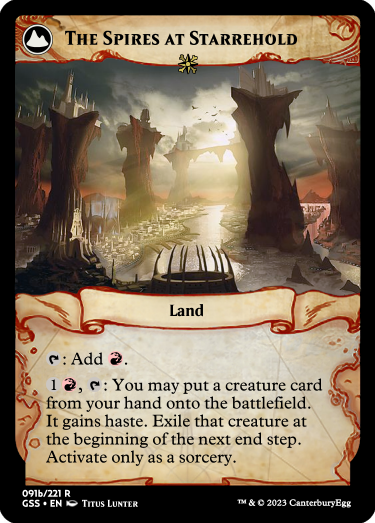 THE SPIRES AT STARREHOLD
Land
: Add .
1 , : You may put a creature card
from your hand onto the battlefield.
It gains haste. Exile that creature at
the beginning of the next end step.
Activate only as a sorcery.
091b/221 R
GSS • EN TITUS LUNTER
™ & © 2023 CanterburyEgg